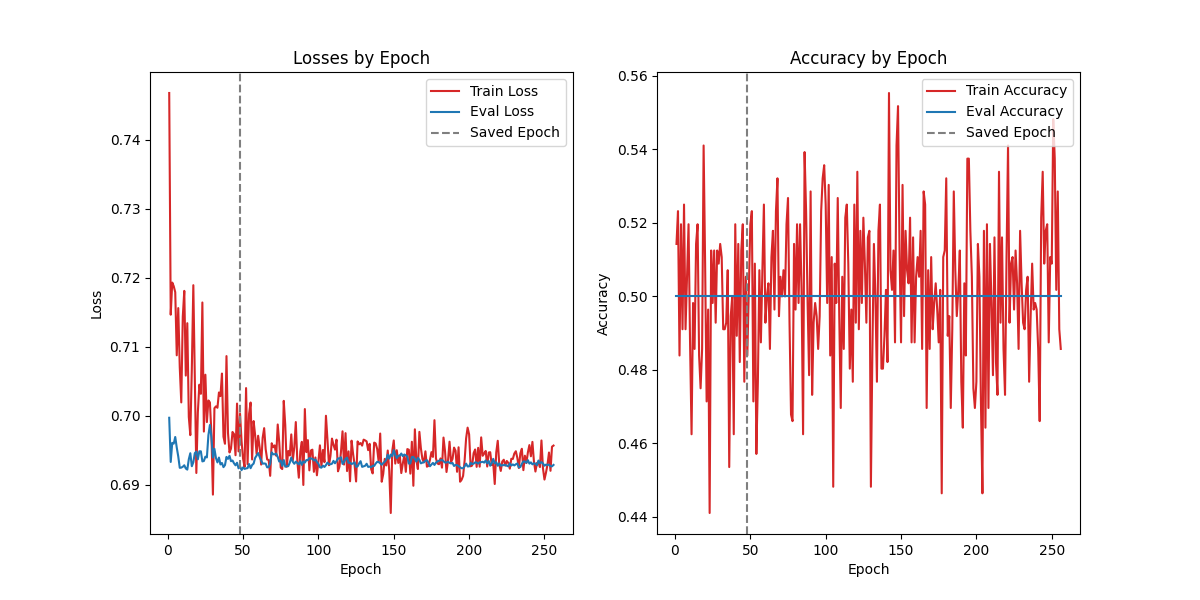 Losses by Epoch
Train Loss
Eval Loss
Saved Epoch
0.74
0.73
0.72
0.71
0.70
0.69
Loss
0
50
100
150
200
250
Epoch
Accuracy by Epoch
Train Accuracy
Eval Accuracy
Saved Epoch
0.56
0.54
0.52
0.50
0.48
0.46
0.44
Accuracy
0
50
100
150
200
250
Epoch